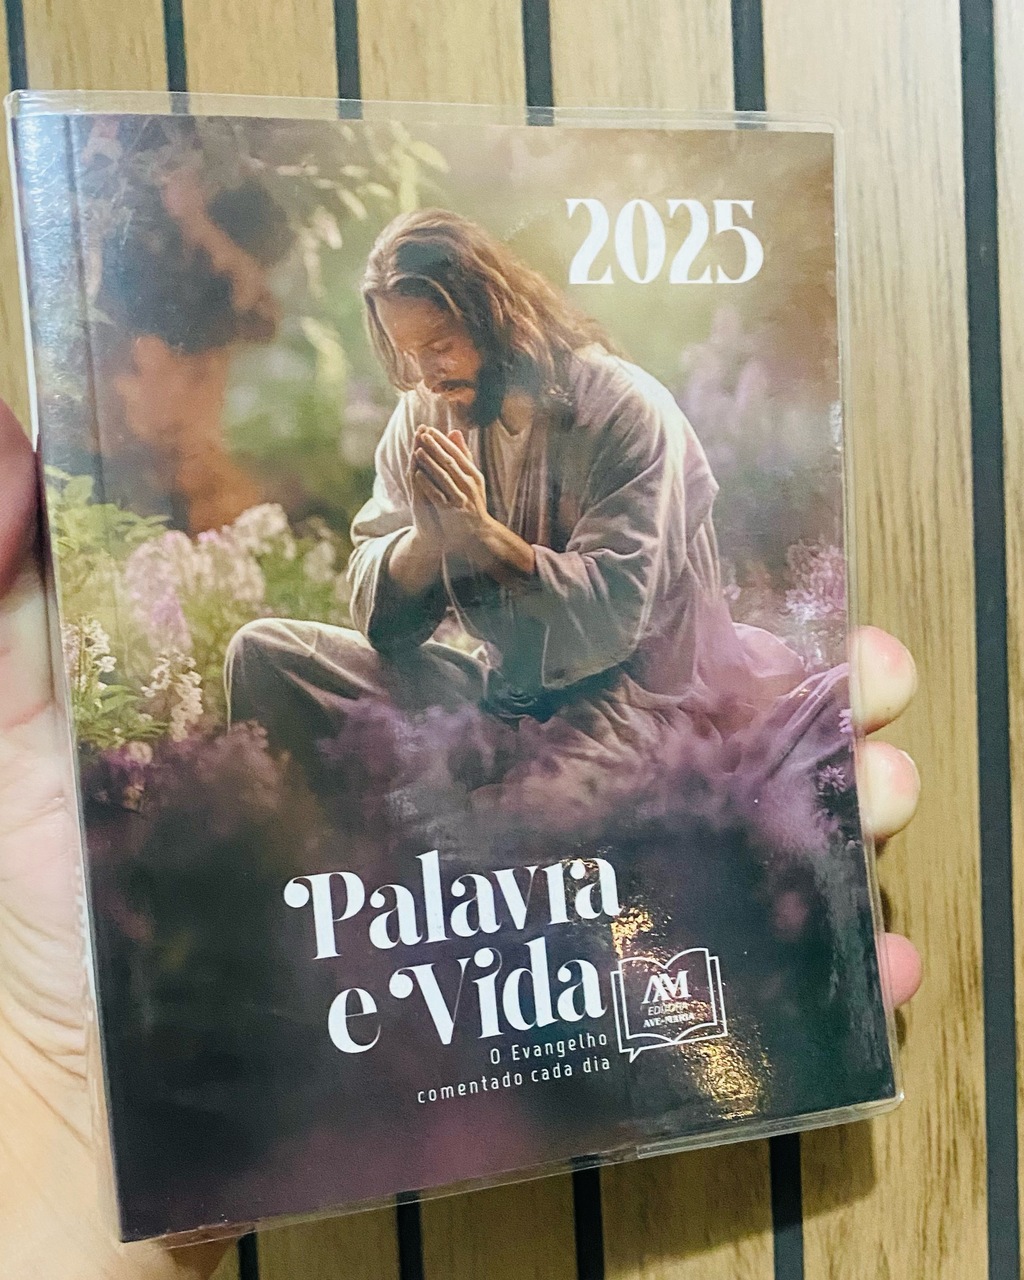 2025
Palavra
e Vida
O Evangelho
comentado cada dia
AM
EDITORA
AVE-MARIA